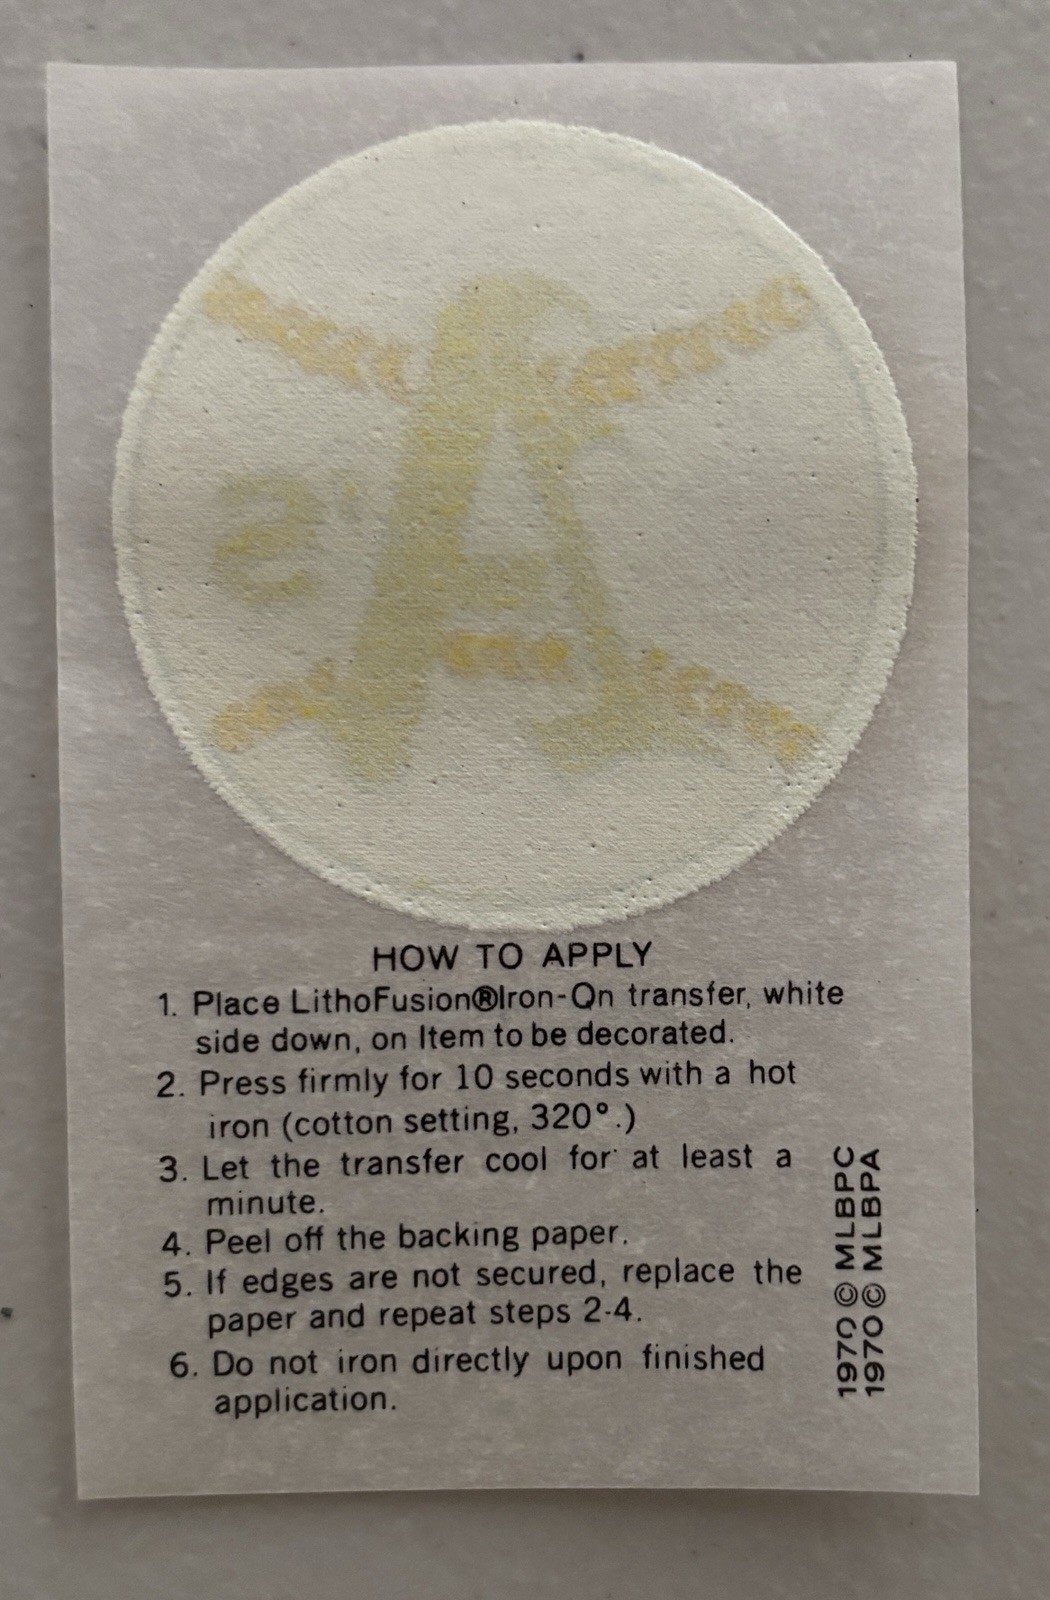 HOW TO APPLY
1. Place LithoFusion®Iron-On transfer, white
side down, on Item to be decorated.
2. Press firmly for 10 seconds with a hot
iron (cotton setting, 320°.)
3. Let the transfer cool for at least a
minute.
4. Peel off the backing paper.
5. If edges are not secured, replace the
paper and repeat steps 2-4.
6. Do not iron directly upon finished
application.
1970 © MLBPC
1970 © MLBPA